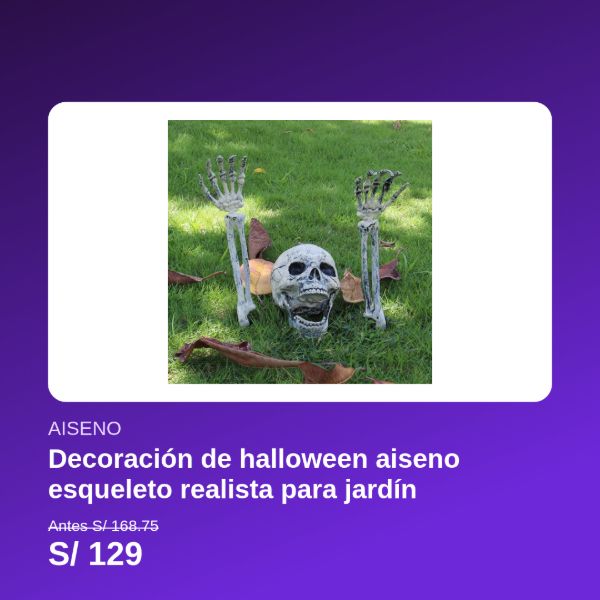 AISENO
Decoración de halloween aiseno
esqueleto realista para jardín
Antes S/ 168.75
S/ 129